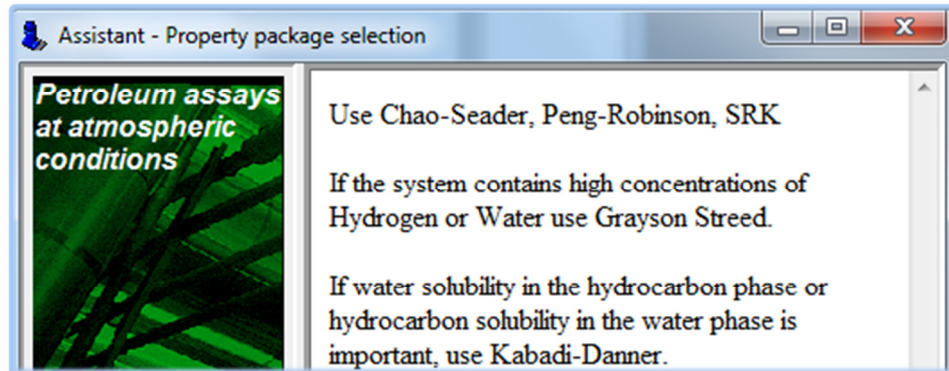 Assistant - Property package selection
Petroleum assays
at atmospheric
conditions
Use Chao-Seader, Peng-Robinson, SRK
If the system contains high concentrations of
Hydrogen or Water use Grayson Streed.
If water solubility in the hydrocarbon phase or
hydrocarbon solubility in the water phase is
important, use Kabadi-Danner.